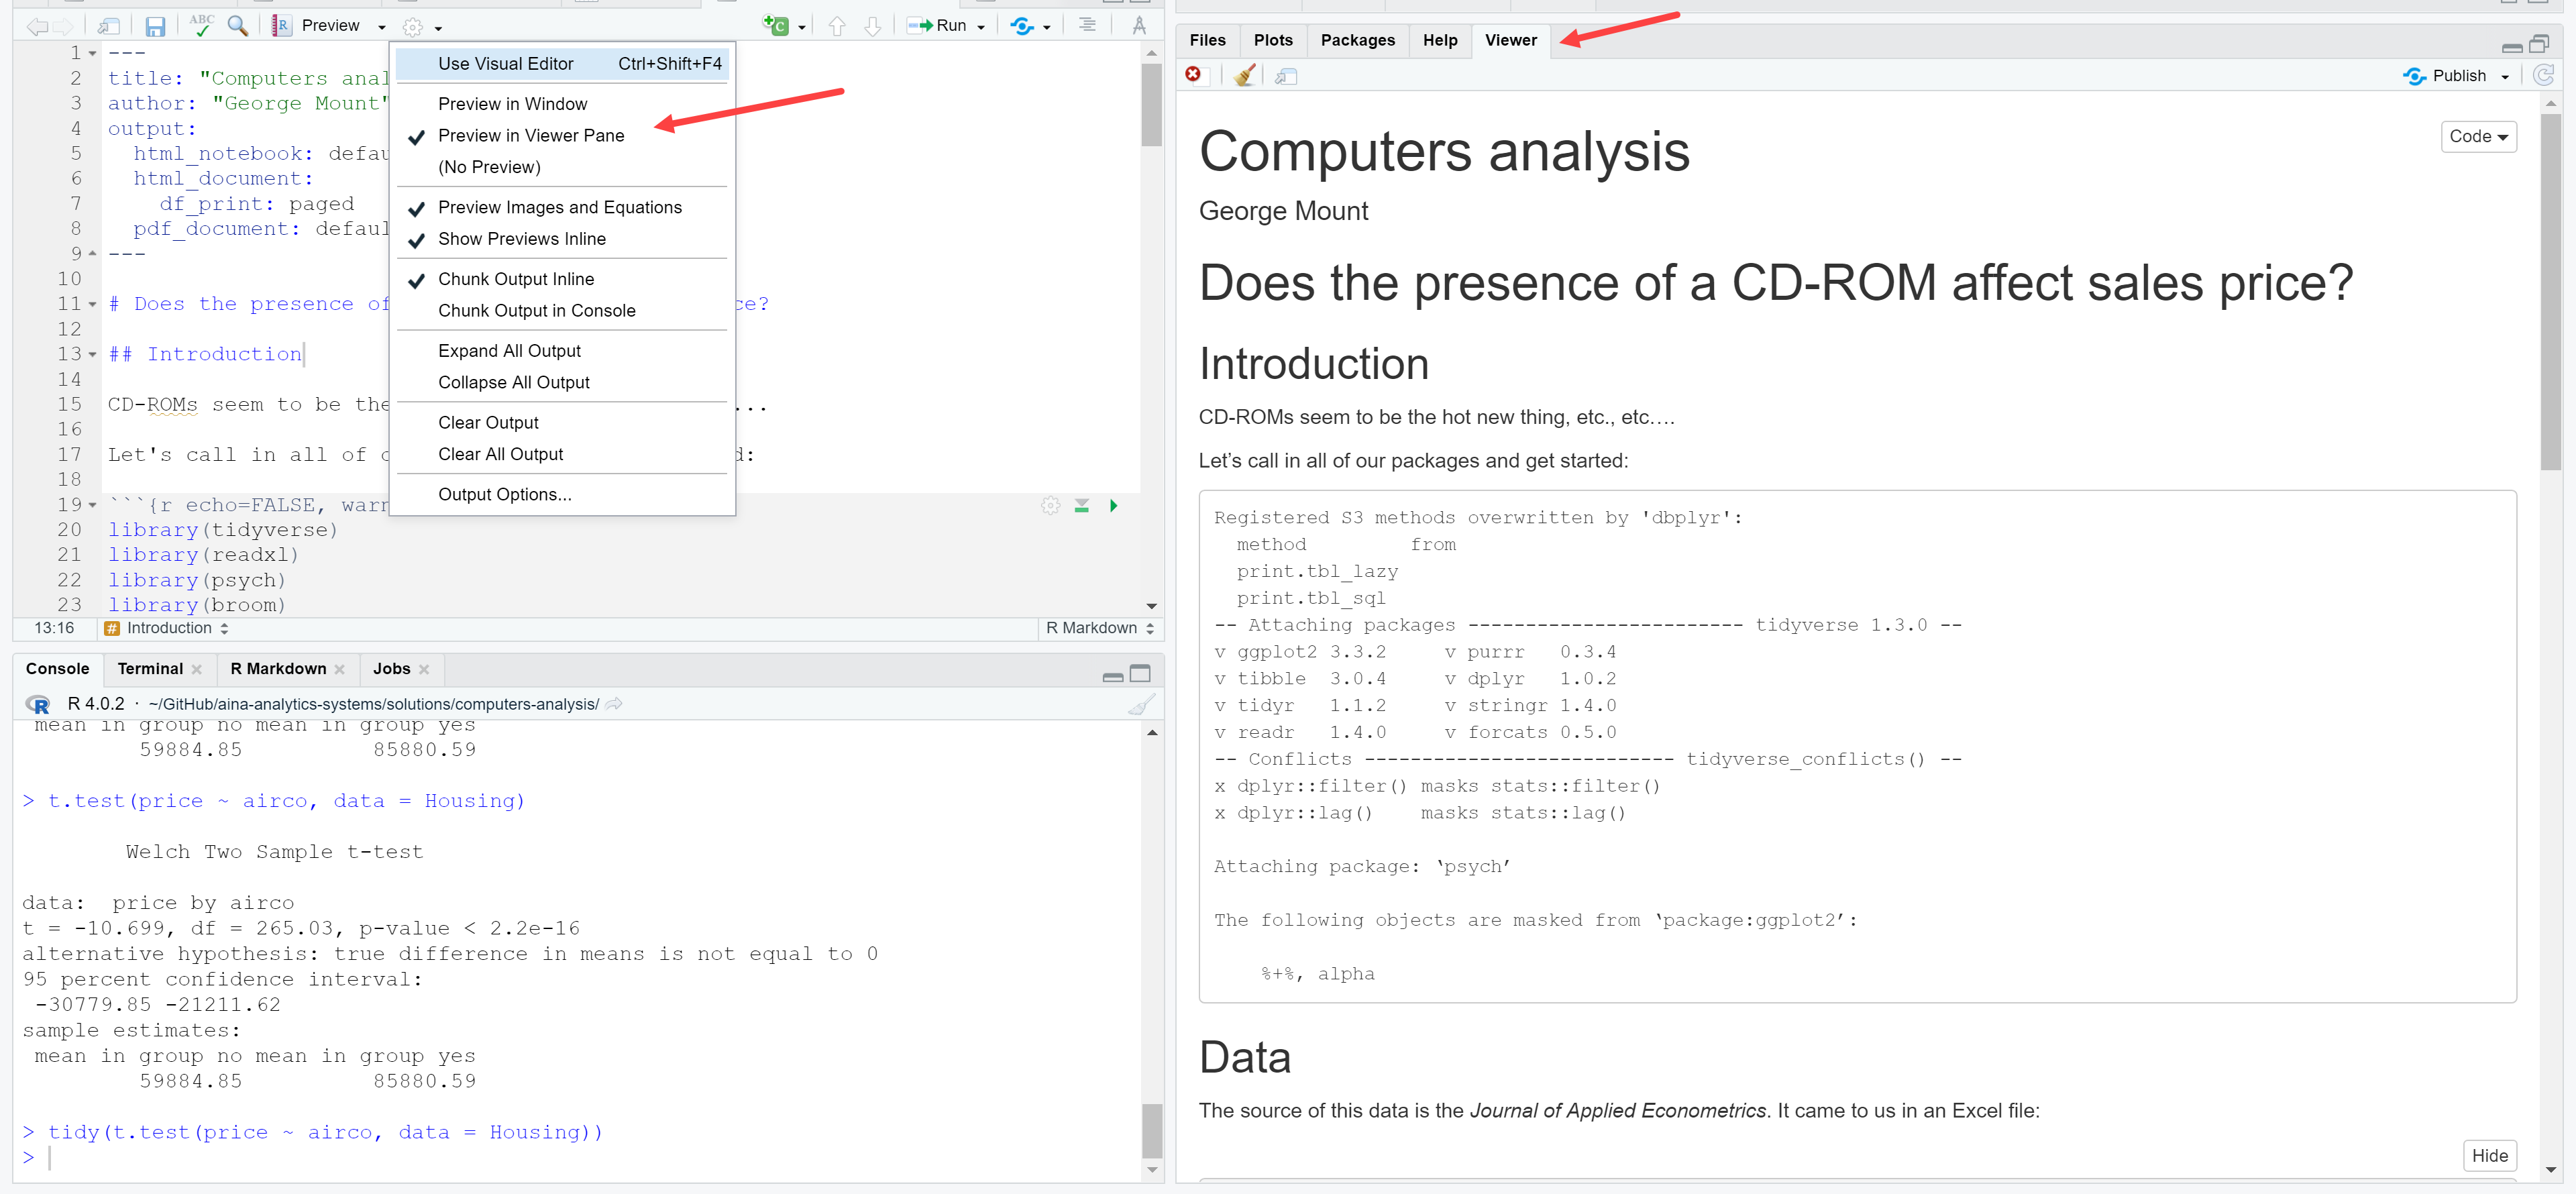 ABC
Preview
Run
1 ---
2 title: "Computers anal
3 author: "George Mount"
4 output:
5 html_notebook: defau
6 html_document:
7 df_print: paged
8 pdf_document: defaul
9 ---
10
11 # Does the presence of ce?
12
13 ## Introduction
14
15 CD-ROMs seem to be the ...
16
17 Let's call in all of o d:
18
19 ```{r echo=FALSE, warn
20 library(tidyverse)
21 library(readxl)
22 library(psych)
23 library(broom)
13:16 # Introduction R Markdown
Use Visual Editor Ctrl+Shift+F4
Preview in Window
Preview in Viewer Pane
(No Preview)
Preview Images and Equations
Show Previews Inline
Chunk Output Inline
Chunk Output in Console
Expand All Output
Collapse All Output
Clear Output
Clear All Output
Output Options...
Console Terminal R Markdown Jobs
R 4.0.2 · ~/GitHub/aina-analytics-systems/solutions/computers-analysis/
mean in group no mean in group yes
59884.85 85880.59
> t.test(price ~ airco, data = Housing)
Welch Two Sample t-test
data: price by airco
t = -10.699, df = 265.03, p-value < 2.2e-16
alternative hypothesis: true difference in means is not equal to 0
95 percent confidence interval:
-30779.85 -21211.62
sample estimates:
mean in group no mean in group yes
59884.85 85880.59
> tidy(t.test(price ~ airco, data = Housing))
>
Files Plots Packages Help Viewer
Publish
Code
Computers analysis
George Mount
Does the presence of a CD-ROM affect sales price?
Introduction
CD-ROMs seem to be the hot new thing, etc., etc.…
Let’s call in all of our packages and get started:
Registered S3 methods overwritten by 'dbplyr':
method from
print.tbl_lazy
print.tbl_sql
-- Attaching packages ------------------------ tidyverse 1.3.0 --
v ggplot2 3.3.2 v purrr 0.3.4
v tibble 3.0.4 v dplyr 1.0.2
v tidyr 1.1.2 v stringr 1.4.0
v readr 1.4.0 v forcats 0.5.0
-- Conflicts --------------------------- tidyverse_conflicts() --
x dplyr::filter() masks stats::filter()
x dplyr::lag() masks stats::lag()
Attaching package: ‘psych’
The following objects are masked from ‘package:ggplot2’:
%+%, alpha
Data
The source of this data is the Journal of Applied Econometrics. It came to us in an Excel file:
Hide